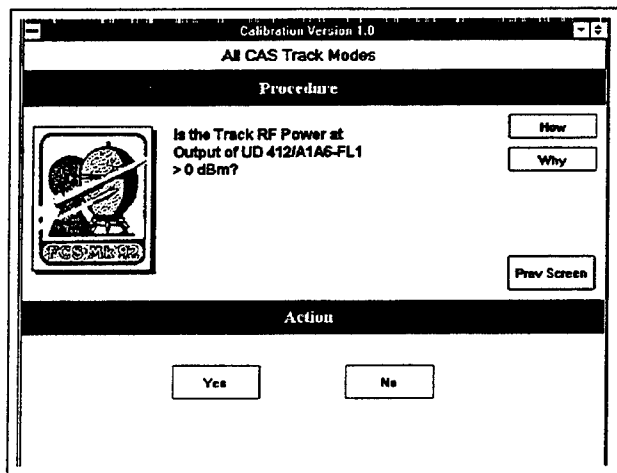 Calibration Version 1.0
All CAS Track Modes
Procedure
Is the Track RF Power at
Output of UD 412/A1A6-FL1
> 0 dBm?
How
Why
FCS Mk 92
Prev Screen
Action
Yes
No